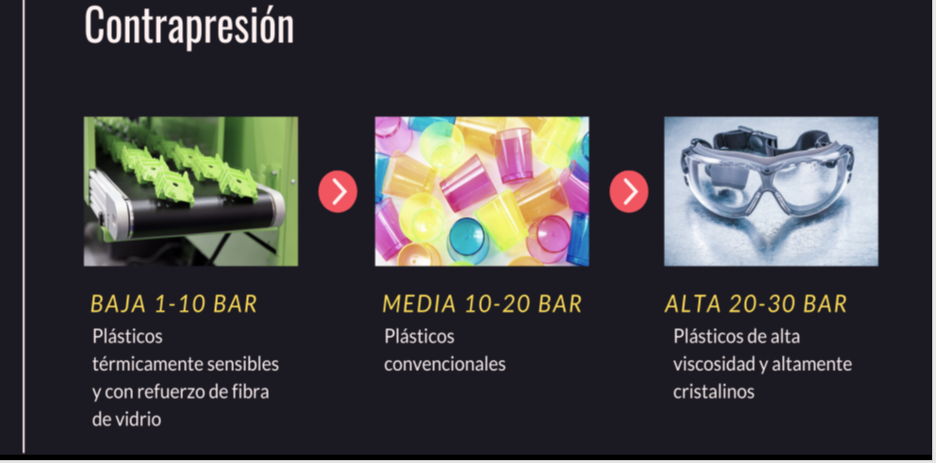 Contrapresión
BAJA 1-10 BAR
Plásticos
térmicamente sensibles
y con refuerzo de fibra
de vidrio
MEDIA 10-20 BAR
Plásticos
convencionales
ALTA 20-30 BAR
Plásticos de alta
viscosidad y altamente
cristalinos